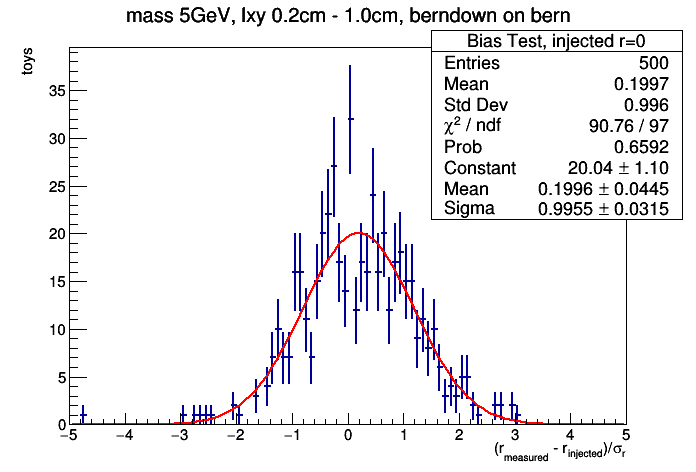 mass 5GeV, lxy 0.2cm - 1.0cm, berndown on bern
Bias Test, injected r=0
Entries 500
Mean 0.1997
Std Dev 0.996
χ² / ndf 90.76 / 97
Prob 0.6592
Constant 20.04 ± 1.10
Mean 0.1996 ± 0.0445
Sigma 0.9955 ± 0.0315
toys
35
30
25
20
15
10
5
0
−5 −4 −3 −2 −1 0 1 2 3 4 5
(r_measured - r_injected)/σ_r